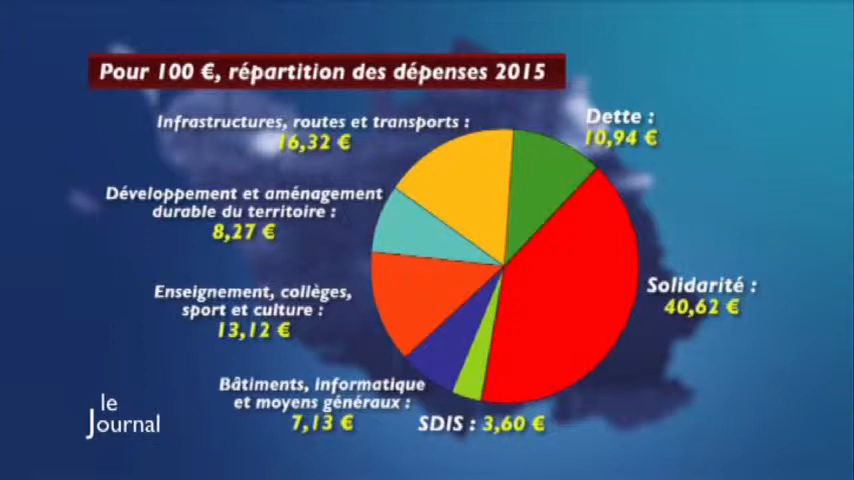 Pour 100 €, répartition des dépenses 2015
Infrastructures, routes et transports :
16,32 €
Dette :
10,94 €
Développement et aménagement
durable du territoire :
8,27 €
Solidarité :
40,62 €
Enseignement, collèges,
sport et culture :
13,12 €
Bâtiments, informatique
et moyens généraux :
7,13 €
SDIS : 3,60 €
le
Journal